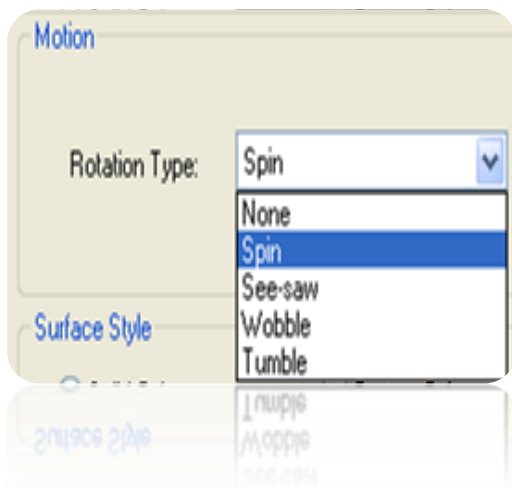 Motion
Rotation Type: Spin
None
Spin
See-saw
Wobble
Surface Style
Tumble